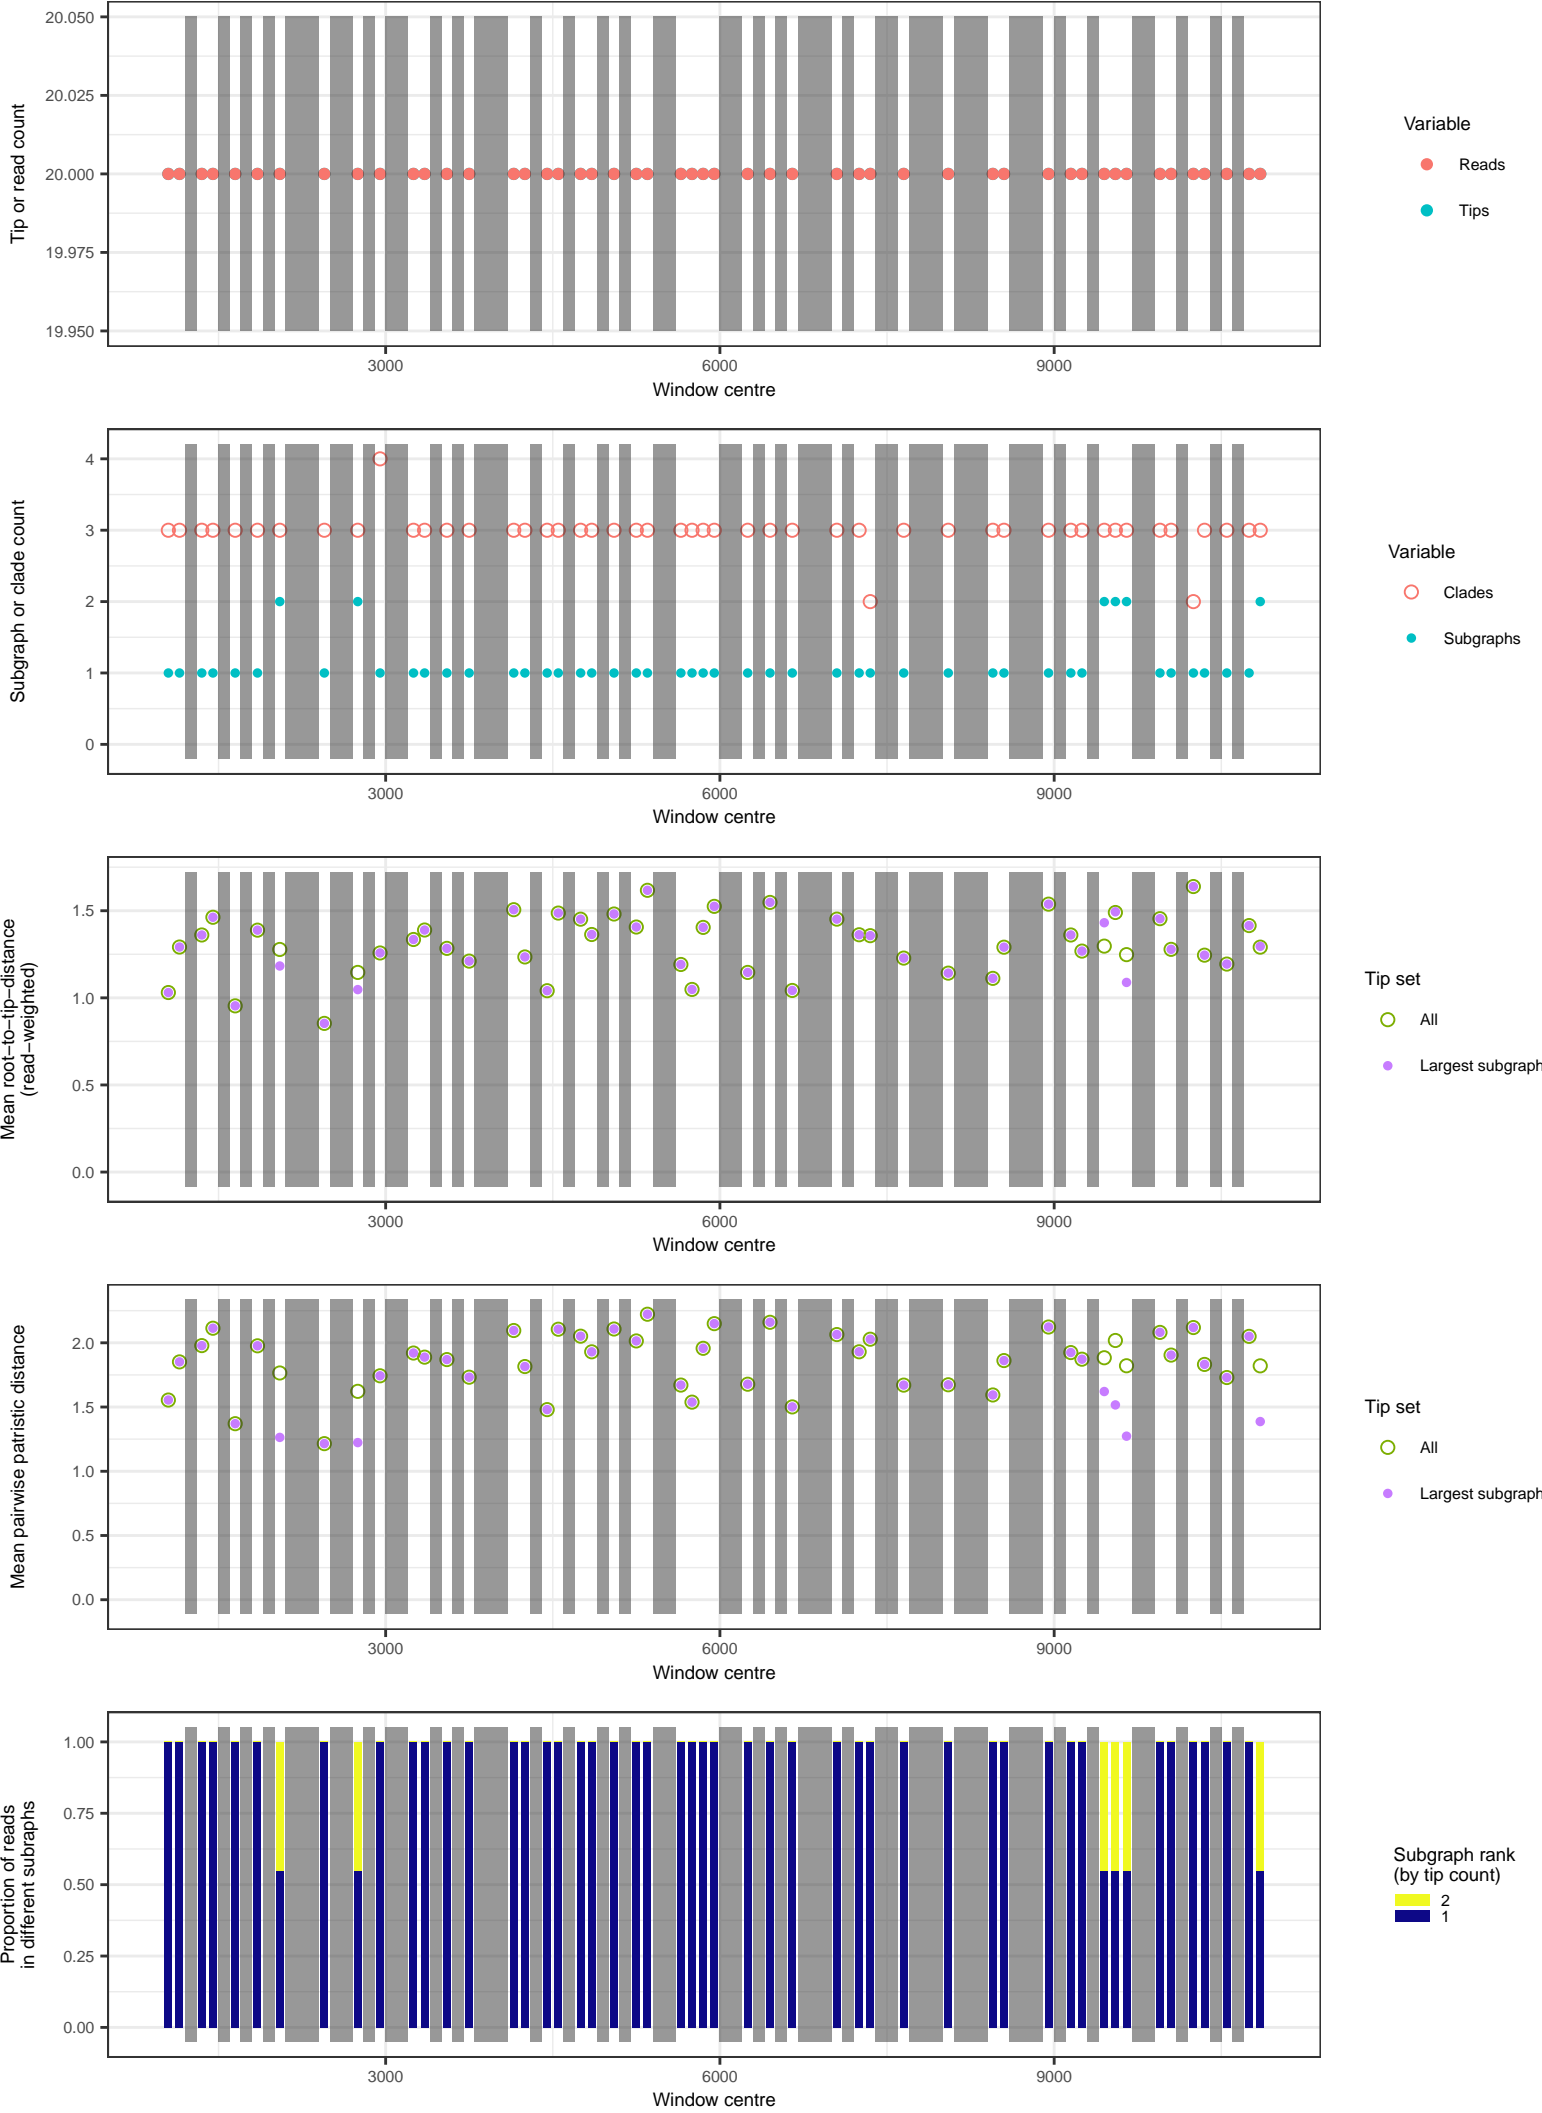 20.050
20.025
20.000
19.975
19.950
Tip or read count
3000
6000
9000
Window centre
Variable
Reads
Tips
4
3
2
1
0
Subgraph or clade count
3000
6000
9000
Window centre
Variable
Clades
Subgraphs
1.5
1.0
0.5
0.0
Mean root−to−tip−distance
(read−weighted)
3000
6000
9000
Window centre
Tip set
All
Largest subgraph
2.0
1.5
1.0
0.5
0.0
Mean pairwise patristic distance
3000
6000
9000
Window centre
Tip set
All
Largest subgraph
1.00
0.75
0.50
0.25
0.00
Proportion of reads
in different subraphs
3000
6000
9000
Window centre
Subgraph rank
(by tip count)
2
1